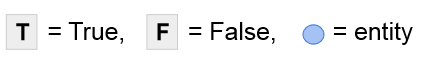 T = True, F = False, = entity